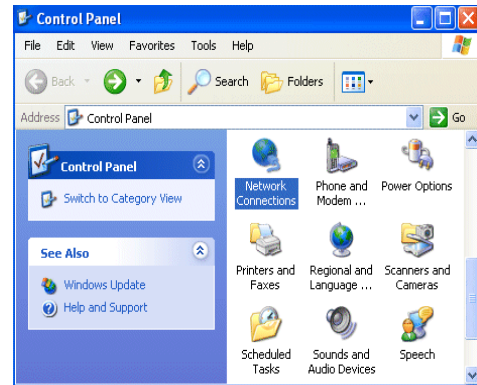 Control Panel
File Edit View Favorites Tools Help
Back Search Folders
Address Control Panel Go
Control Panel
Switch to Category View
See Also
Windows Update
Help and Support
Network Connections
Phone and Modem ...
Power Options
Printers and Faxes
Regional and Language ...
Scanners and Cameras
Scheduled Tasks
Sounds and Audio Devices
Speech